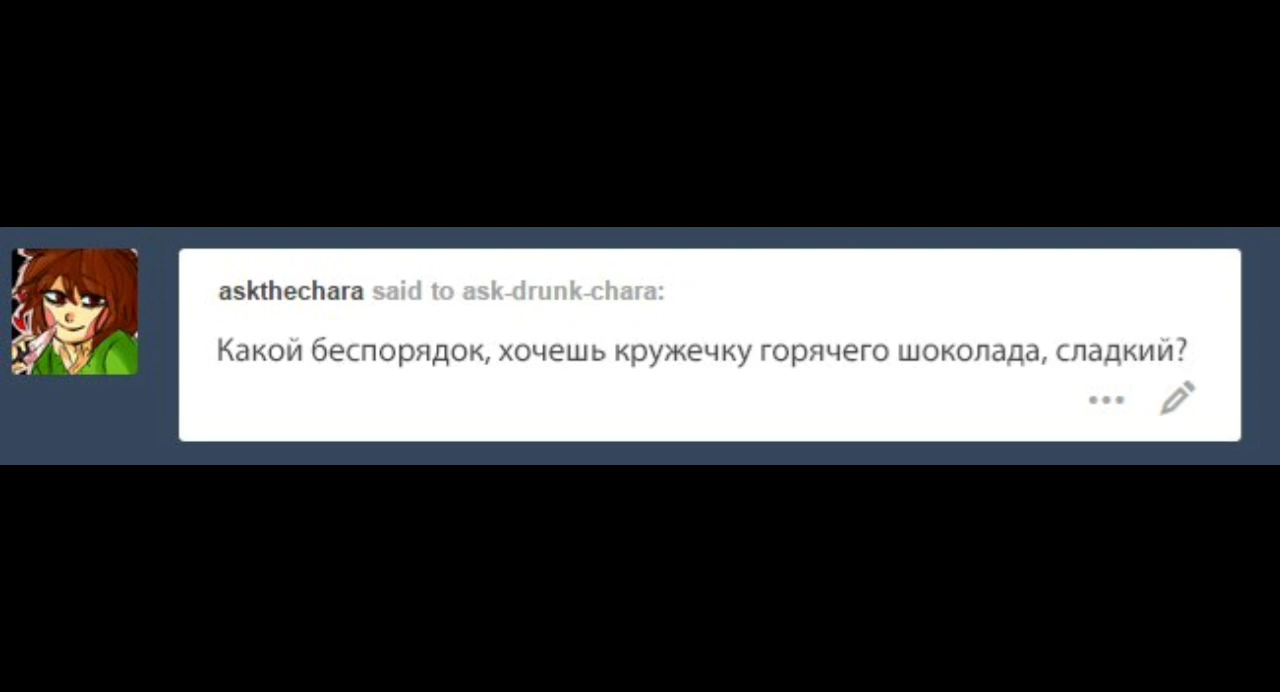 askthechara said to ask-drunk-chara:
Какой беспорядок, хочешь кружечку горячего шоколада, сладкий?